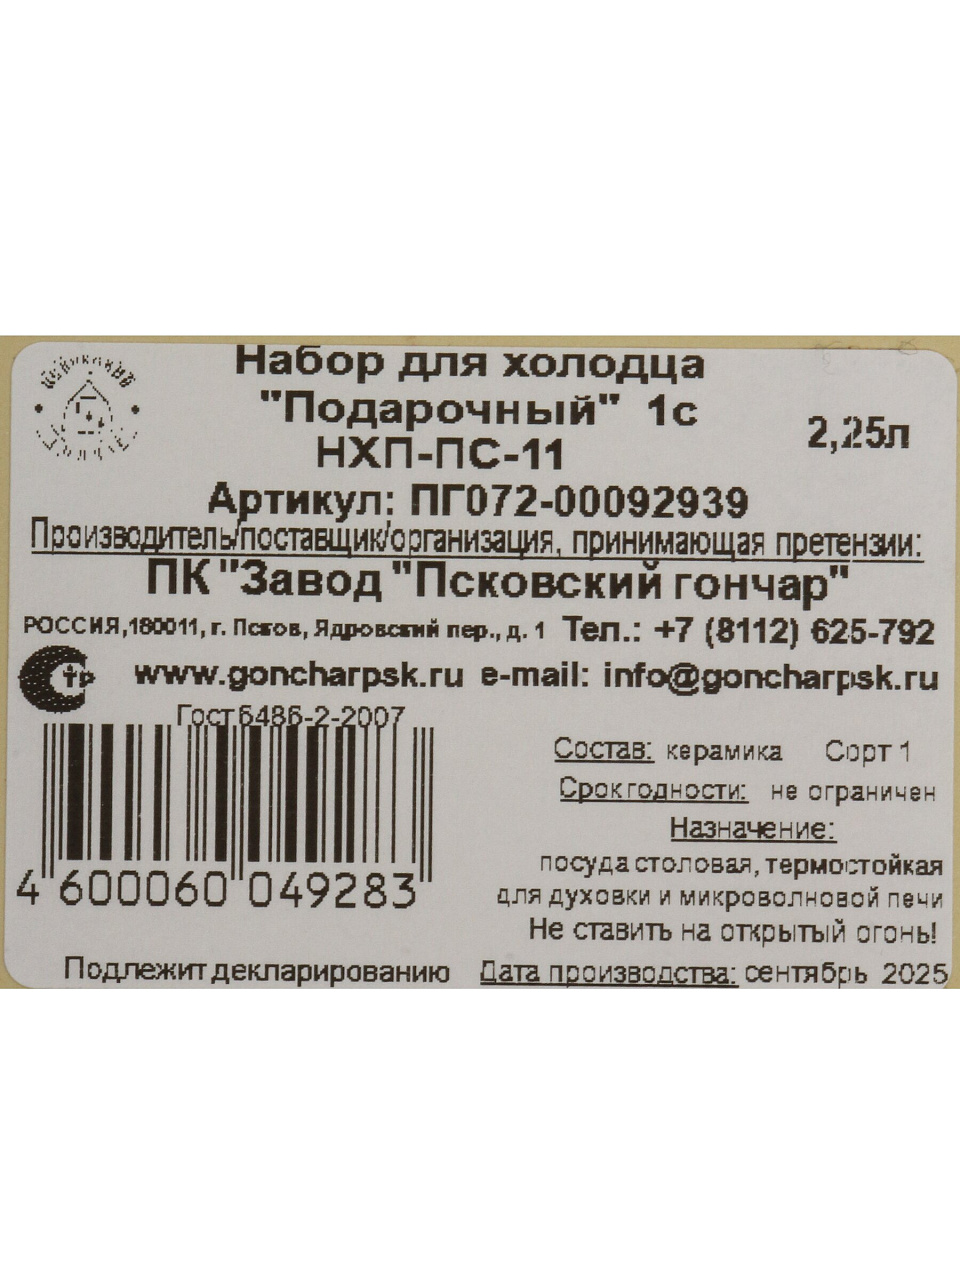 Набор для холодца
"Подарочный" 1с
НХП-ПС-11
2,25л
Артикул: ПГ072-00092939
Производитель/поставщик/организация, принимающая претензии:
ПК "Завод "Псковский гончар"
РОССИЯ,180011, г. Псков, Ядровский пер., д. 1 Тел.: +7 (8112) 625-792
www.goncharpsk.ru e-mail: info@goncharpsk.ru
Гост 6486-2-2007
Состав: керамика Сорт 1
Срок годности: не ограничен
Назначение:
посуда столовая, термостойкая
для духовки и микроволновой печи
Не ставить на открытый огонь!
4 600060 049283
Подлежит декларированию
Дата производства: сентябрь 2025